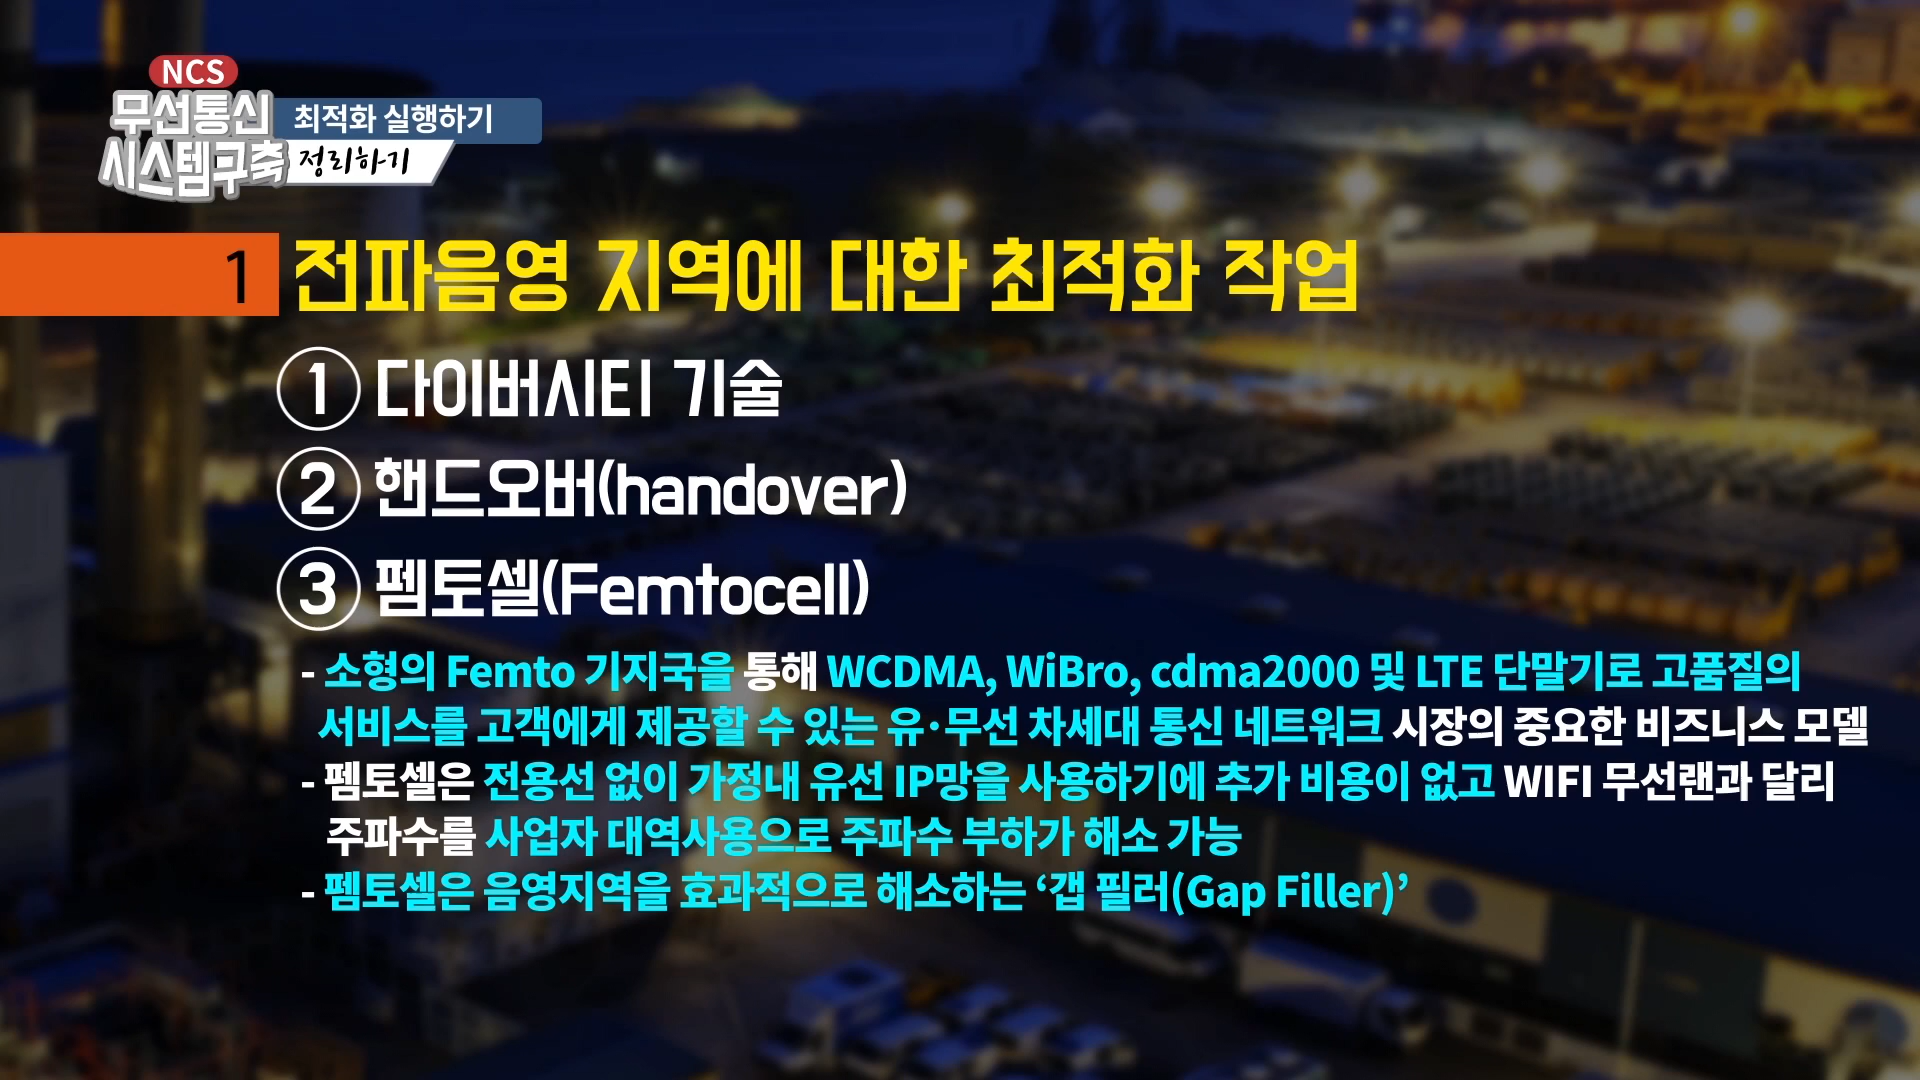 NCS
무선통신
시스템구축
최적화 실행하기
정리하기
1 전파음영 지역에 대한 최적화 작업
① 다이버시티 기술
② 핸드오버(handover)
③ 펨토셀(Femtocell)
- 소형의 Femto 기지국을 통해 WCDMA, WiBro, cdma2000 및 LTE 단말기로 고품질의
서비스를 고객에게 제공할 수 있는 유·무선 차세대 통신 네트워크 시장의 중요한 비즈니스 모델
- 펨토셀은 전용선 없이 가정내 유선 IP망을 사용하기에 추가 비용이 없고 WIFI 무선랜과 달리
주파수를 사업자 대역사용으로 주파수 부하가 해소 가능
- 펨토셀은 음영지역을 효과적으로 해소하는 ‘갭 필러(Gap Filler)’